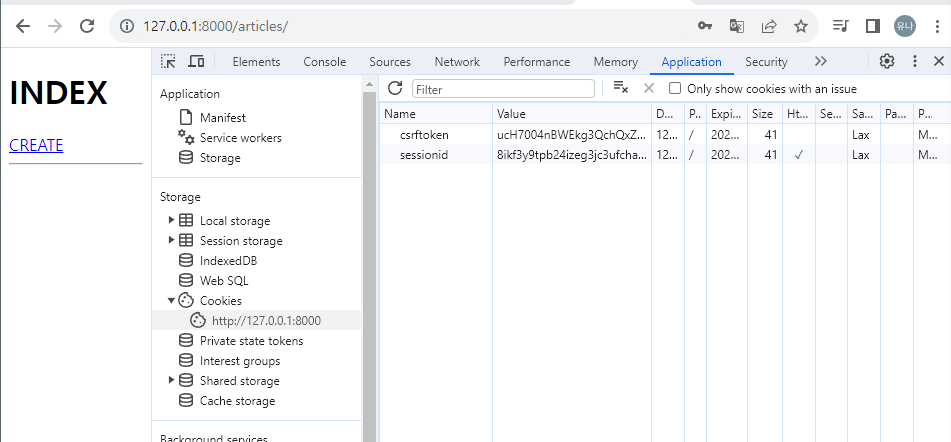 127.0.0.1:8000/articles/
유나
INDEX
CREATE
Elements Console Sources Network Performance Memory Application Security
Application
Manifest
Service workers
Storage
Storage
Local storage
Session storage
IndexedDB
Web SQL
Cookies
http://127.0.0.1:8000
Private state tokens
Interest groups
Shared storage
Cache storage
Background services
Filter
Only show cookies with an issue
Name Value D... P.. Expi... Size Ht... Se... Sa... Pa... P...
csrftoken ucH7004nBWEkg3QchQxZ... 12... / 202... 41 Lax M...
sessionid 8ikf3y9tpb24izeg3jc3ufcha... 12... / 202... 41 ✓ Lax M...